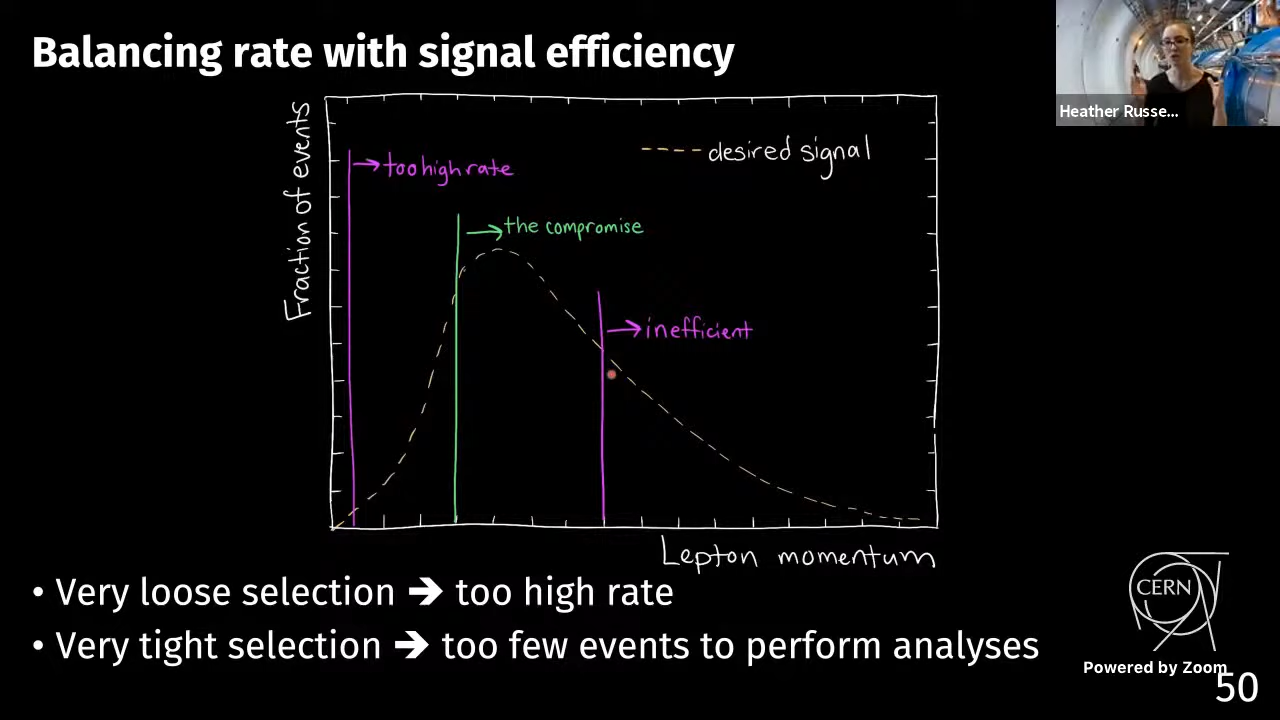 Balancing rate with signal efficiency
Heather Russe...
Fraction of events
desired signal
too high rate
the compromise
inefficient
Lepton momentum
• Very loose selection ➔ too high rate
• Very tight selection ➔ too few events to perform analyses
CERN
Powered by Zoom
50